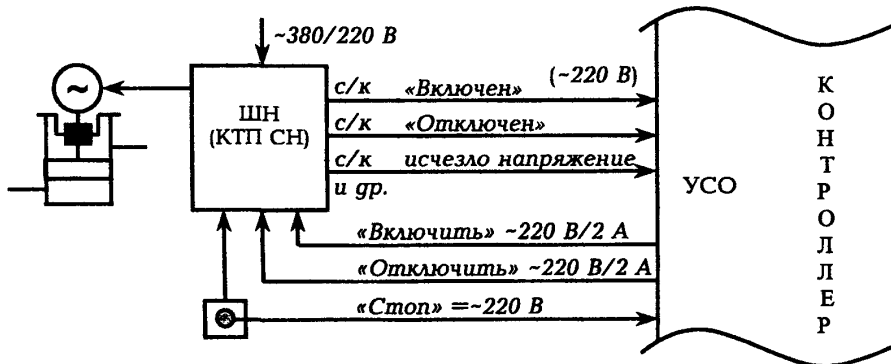 ~380/220 В
~
ШН
(КТП СН)
с/к «Включен» (~220 В)
с/к «Отключен»
с/к исчезло напряжение
и др.
УСО
КОНТРОЛЛЕР
«Включить» ~220 В/2 А
«Отключить» ~220 В/2 А
«Стоп» =~220 В